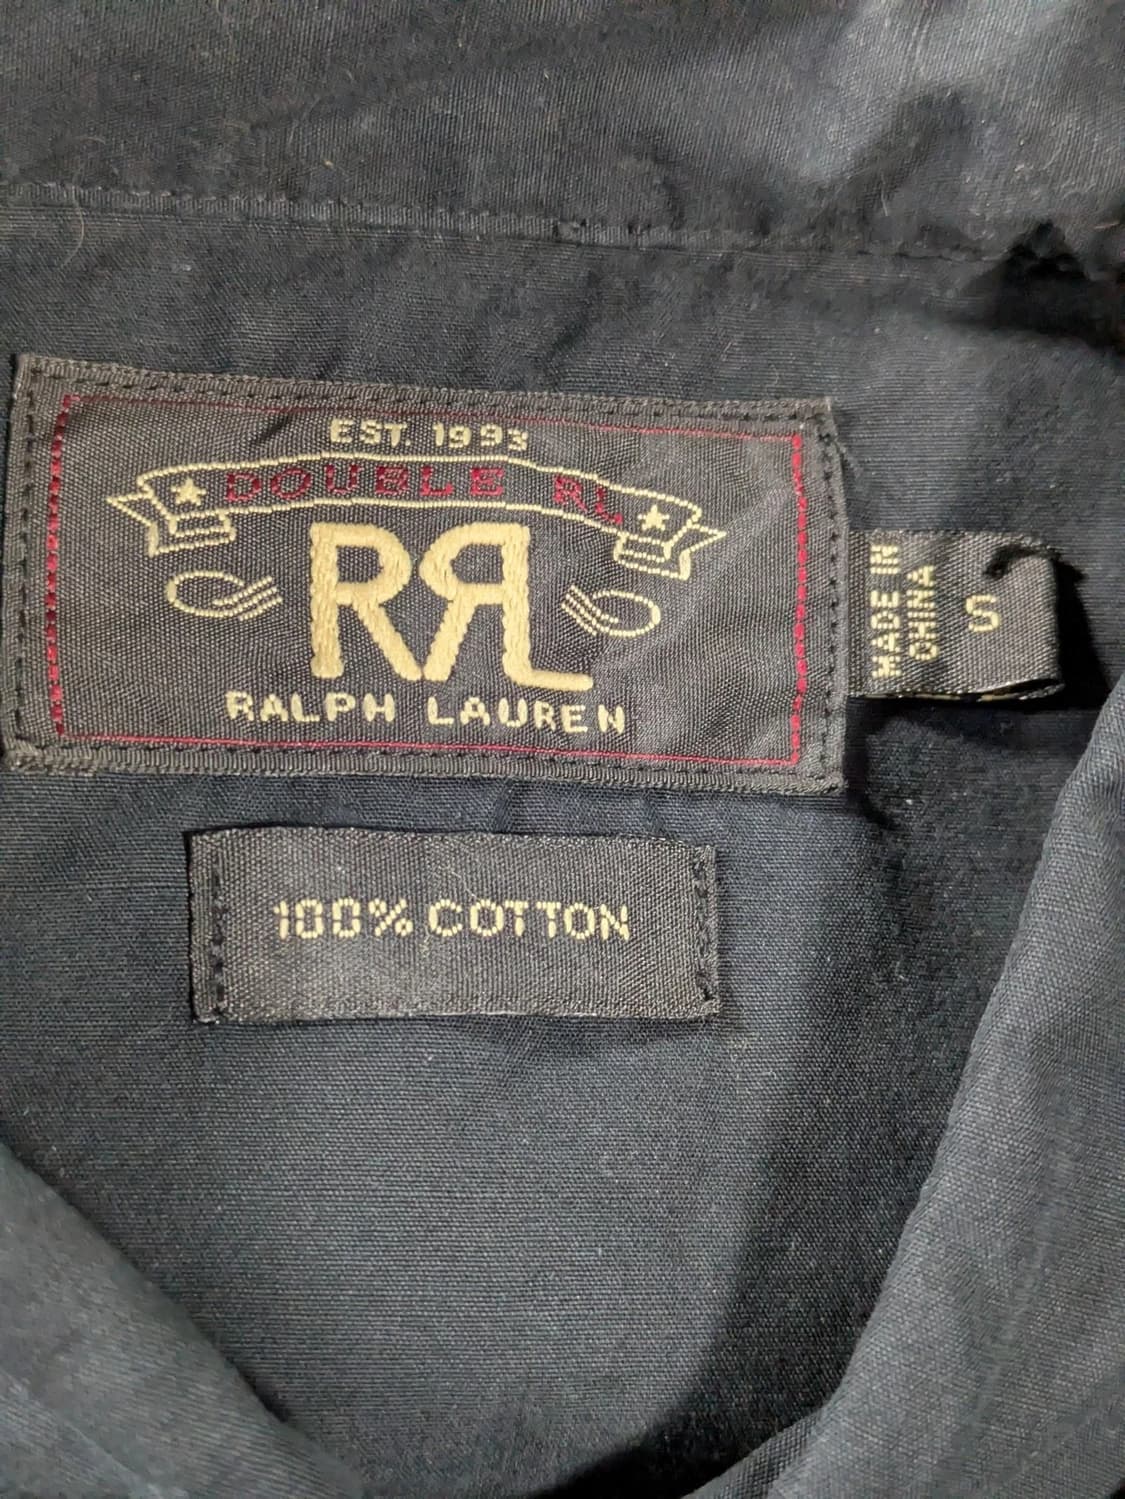 EST. 1993
DOUBLE RL
RRL
RALPH LAUREN
MADE IN
CHINA
S
100% COTTON